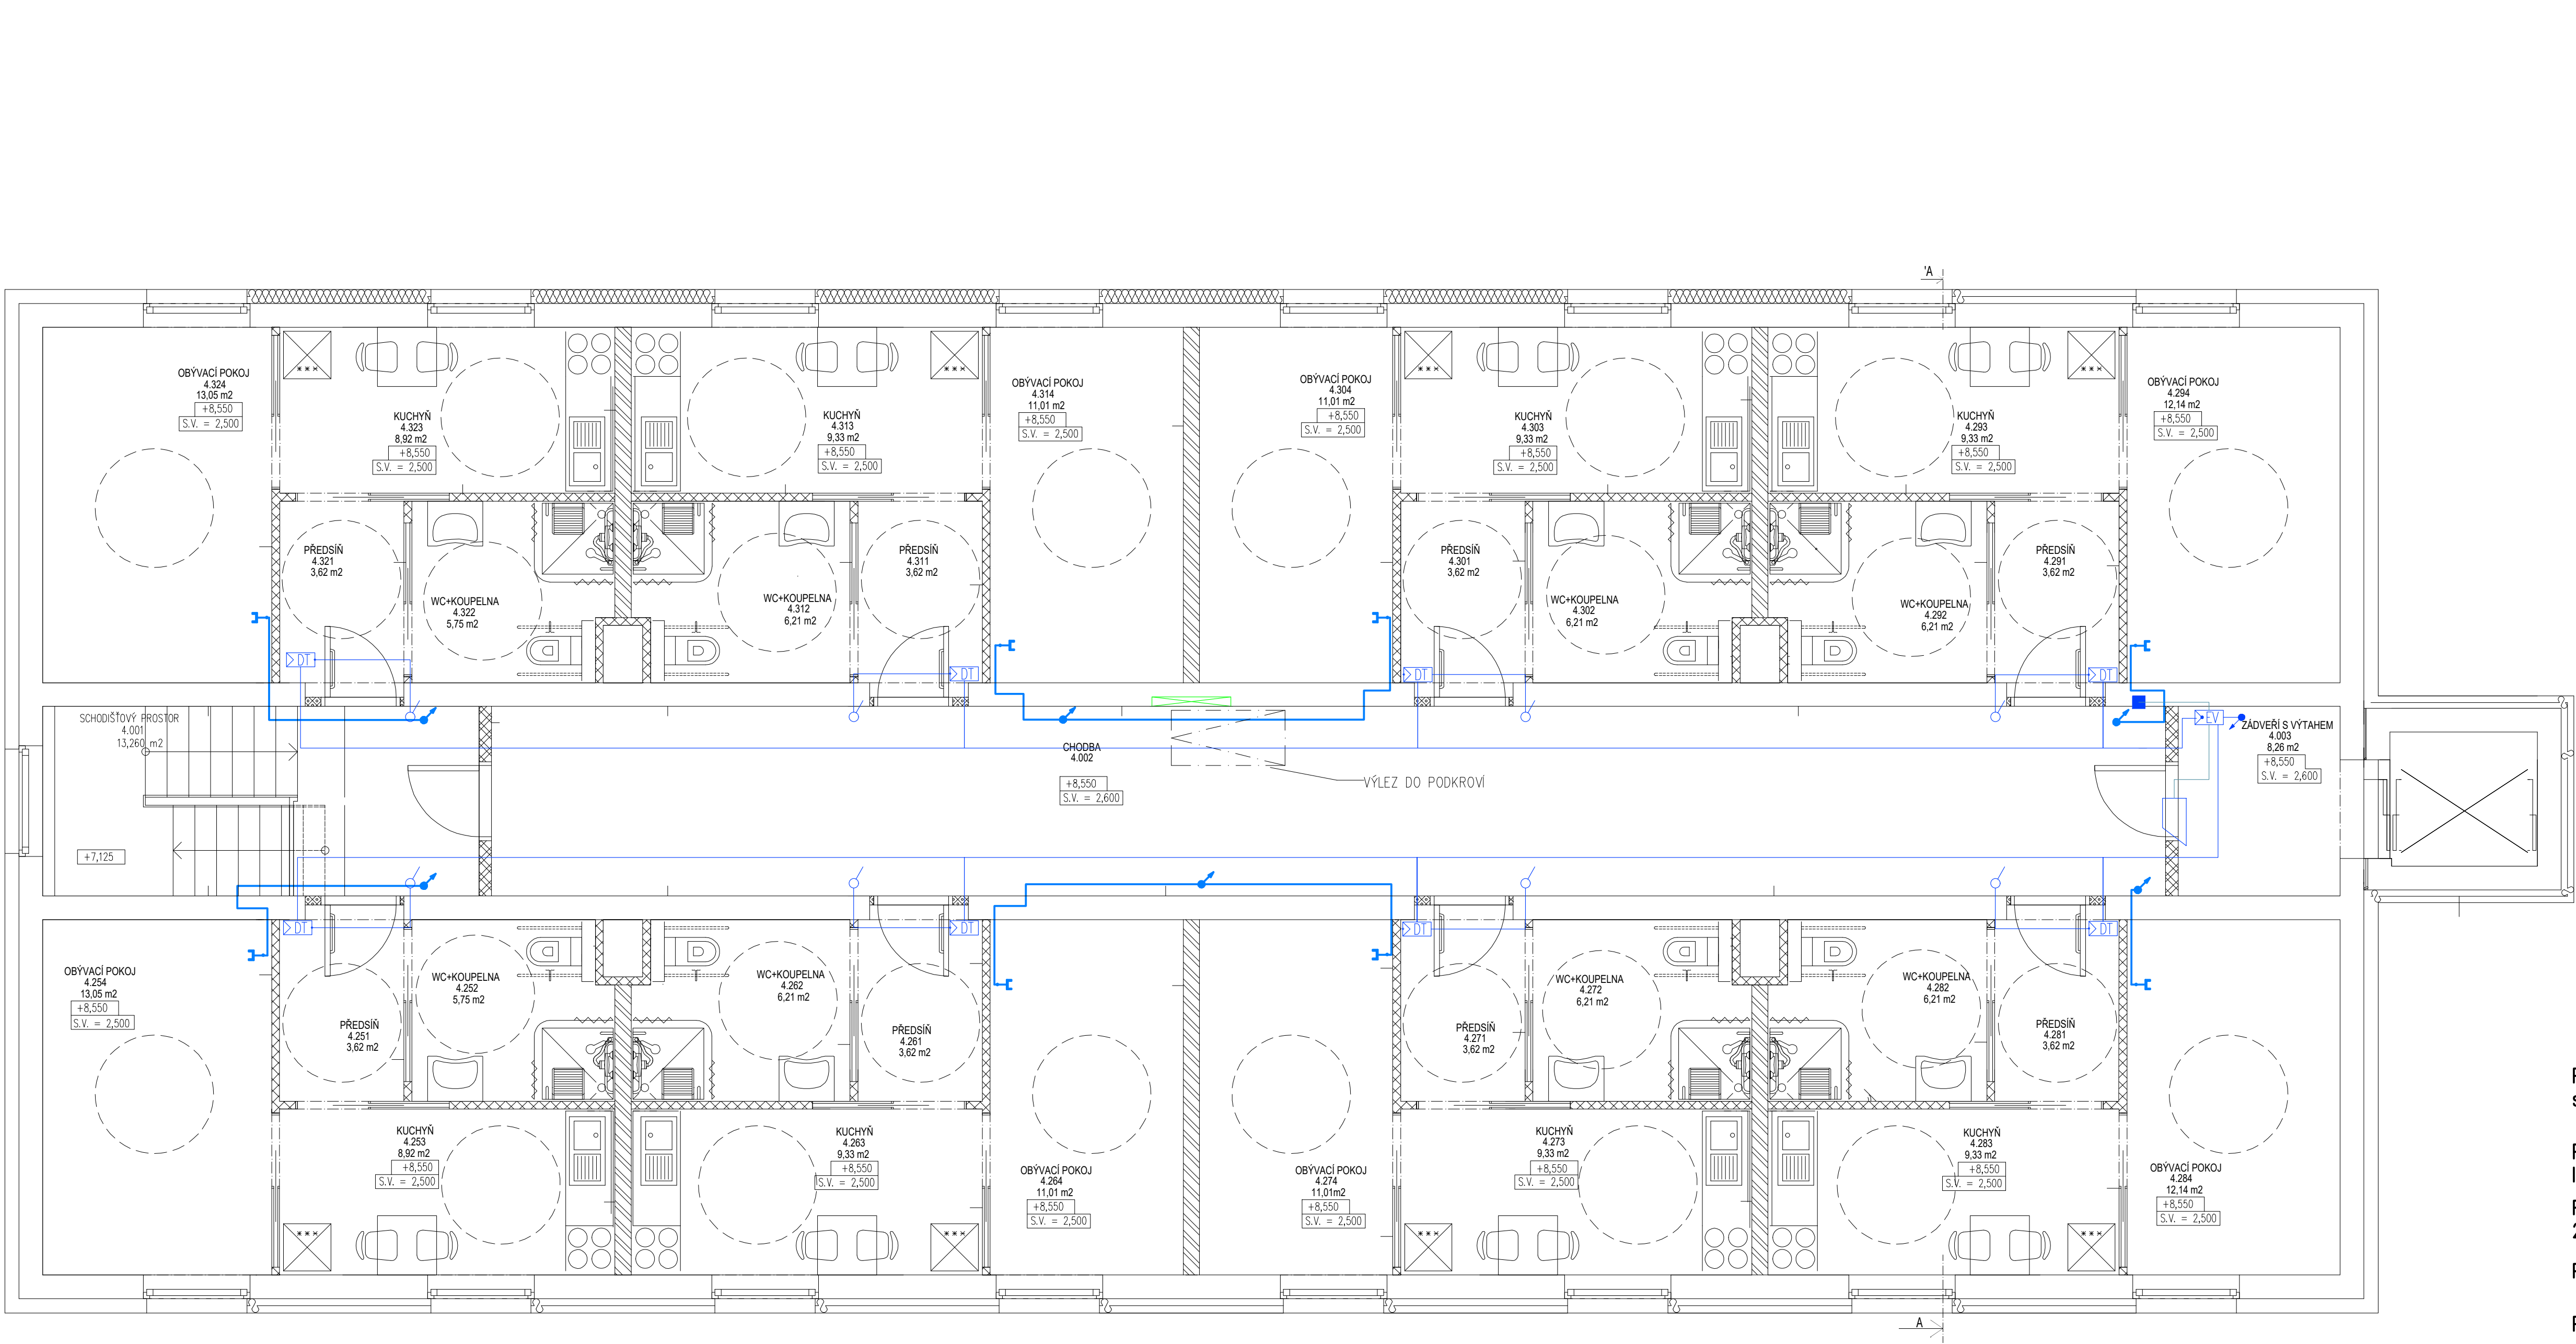 'A
OBÝVACÍ POKOJ
4.324
13,05 m2
+8,550
S.V. = 2,500
KUCHYŇ
4.323
8,92 m2
+8,550
S.V. = 2,500
KUCHYŇ
4.313
9,33 m2
+8,550
S.V. = 2,500
OBÝVACÍ POKOJ
4.314
11,01 m2
+8,550
S.V. = 2,500
OBÝVACÍ POKOJ
4.304
11,01 m2
+8,550
S.V. = 2,500
KUCHYŇ
4.303
9,33 m2
+8,550
S.V. = 2,500
KUCHYŇ
4.293
9,33 m2
+8,550
S.V. = 2,500
OBÝVACÍ POKOJ
4.294
12,14 m2
+8,550
S.V. = 2,500
PŘEDSÍŇ
4.321
3,62 m2
WC+KOUPELNA
4.322
5,75 m2
WC+KOUPELNA
4.312
6,21 m2
PŘEDSÍŇ
4.311
3,62 m2
PŘEDSÍŇ
4.301
3,62 m2
WC+KOUPELNA
4.302
6,21 m2
WC+KOUPELNA
4.292
6,21 m2
PŘEDSÍŇ
4.291
3,62 m2
DT
DT
DT
DT
SCHODIŠŤOVÝ PROSTOR
4.001
13,260 m2
CHODBA
4.002
+8,550
S.V. = 2,600
VÝLEZ DO PODKROVÍ
EV
ZÁDVEŘÍ S VÝTAHEM
4.003
8,26 m2
+8,550
S.V. = 2,600
+7,125
DT
DT
DT
DT
OBÝVACÍ POKOJ
4.254
13,05 m2
+8,550
S.V. = 2,500
WC+KOUPELNA
4.252
5,75 m2
WC+KOUPELNA
4.262
6,21 m2
WC+KOUPELNA
4.272
6,21 m2
WC+KOUPELNA
4.282
6,21 m2
PŘEDSÍŇ
4.251
3,62 m2
PŘEDSÍŇ
4.261
3,62 m2
PŘEDSÍŇ
4.271
3,62 m2
PŘEDSÍŇ
4.281
3,62 m2
KUCHYŇ
4.253
8,92 m2
+8,550
S.V. = 2,500
KUCHYŇ
4.263
9,33 m2
+8,550
S.V. = 2,500
OBÝVACÍ POKOJ
4.264
11,01 m2
+8,550
S.V. = 2,500
OBÝVACÍ POKOJ
4.274
11,01m2
+8,550
S.V. = 2,500
KUCHYŇ
4.273
9,33 m2
+8,550
S.V. = 2,500
KUCHYŇ
4.283
9,33 m2
+8,550
S.V. = 2,500
OBÝVACÍ POKOJ
4.284
12,14 m2
+8,550
S.V. = 2,500
A